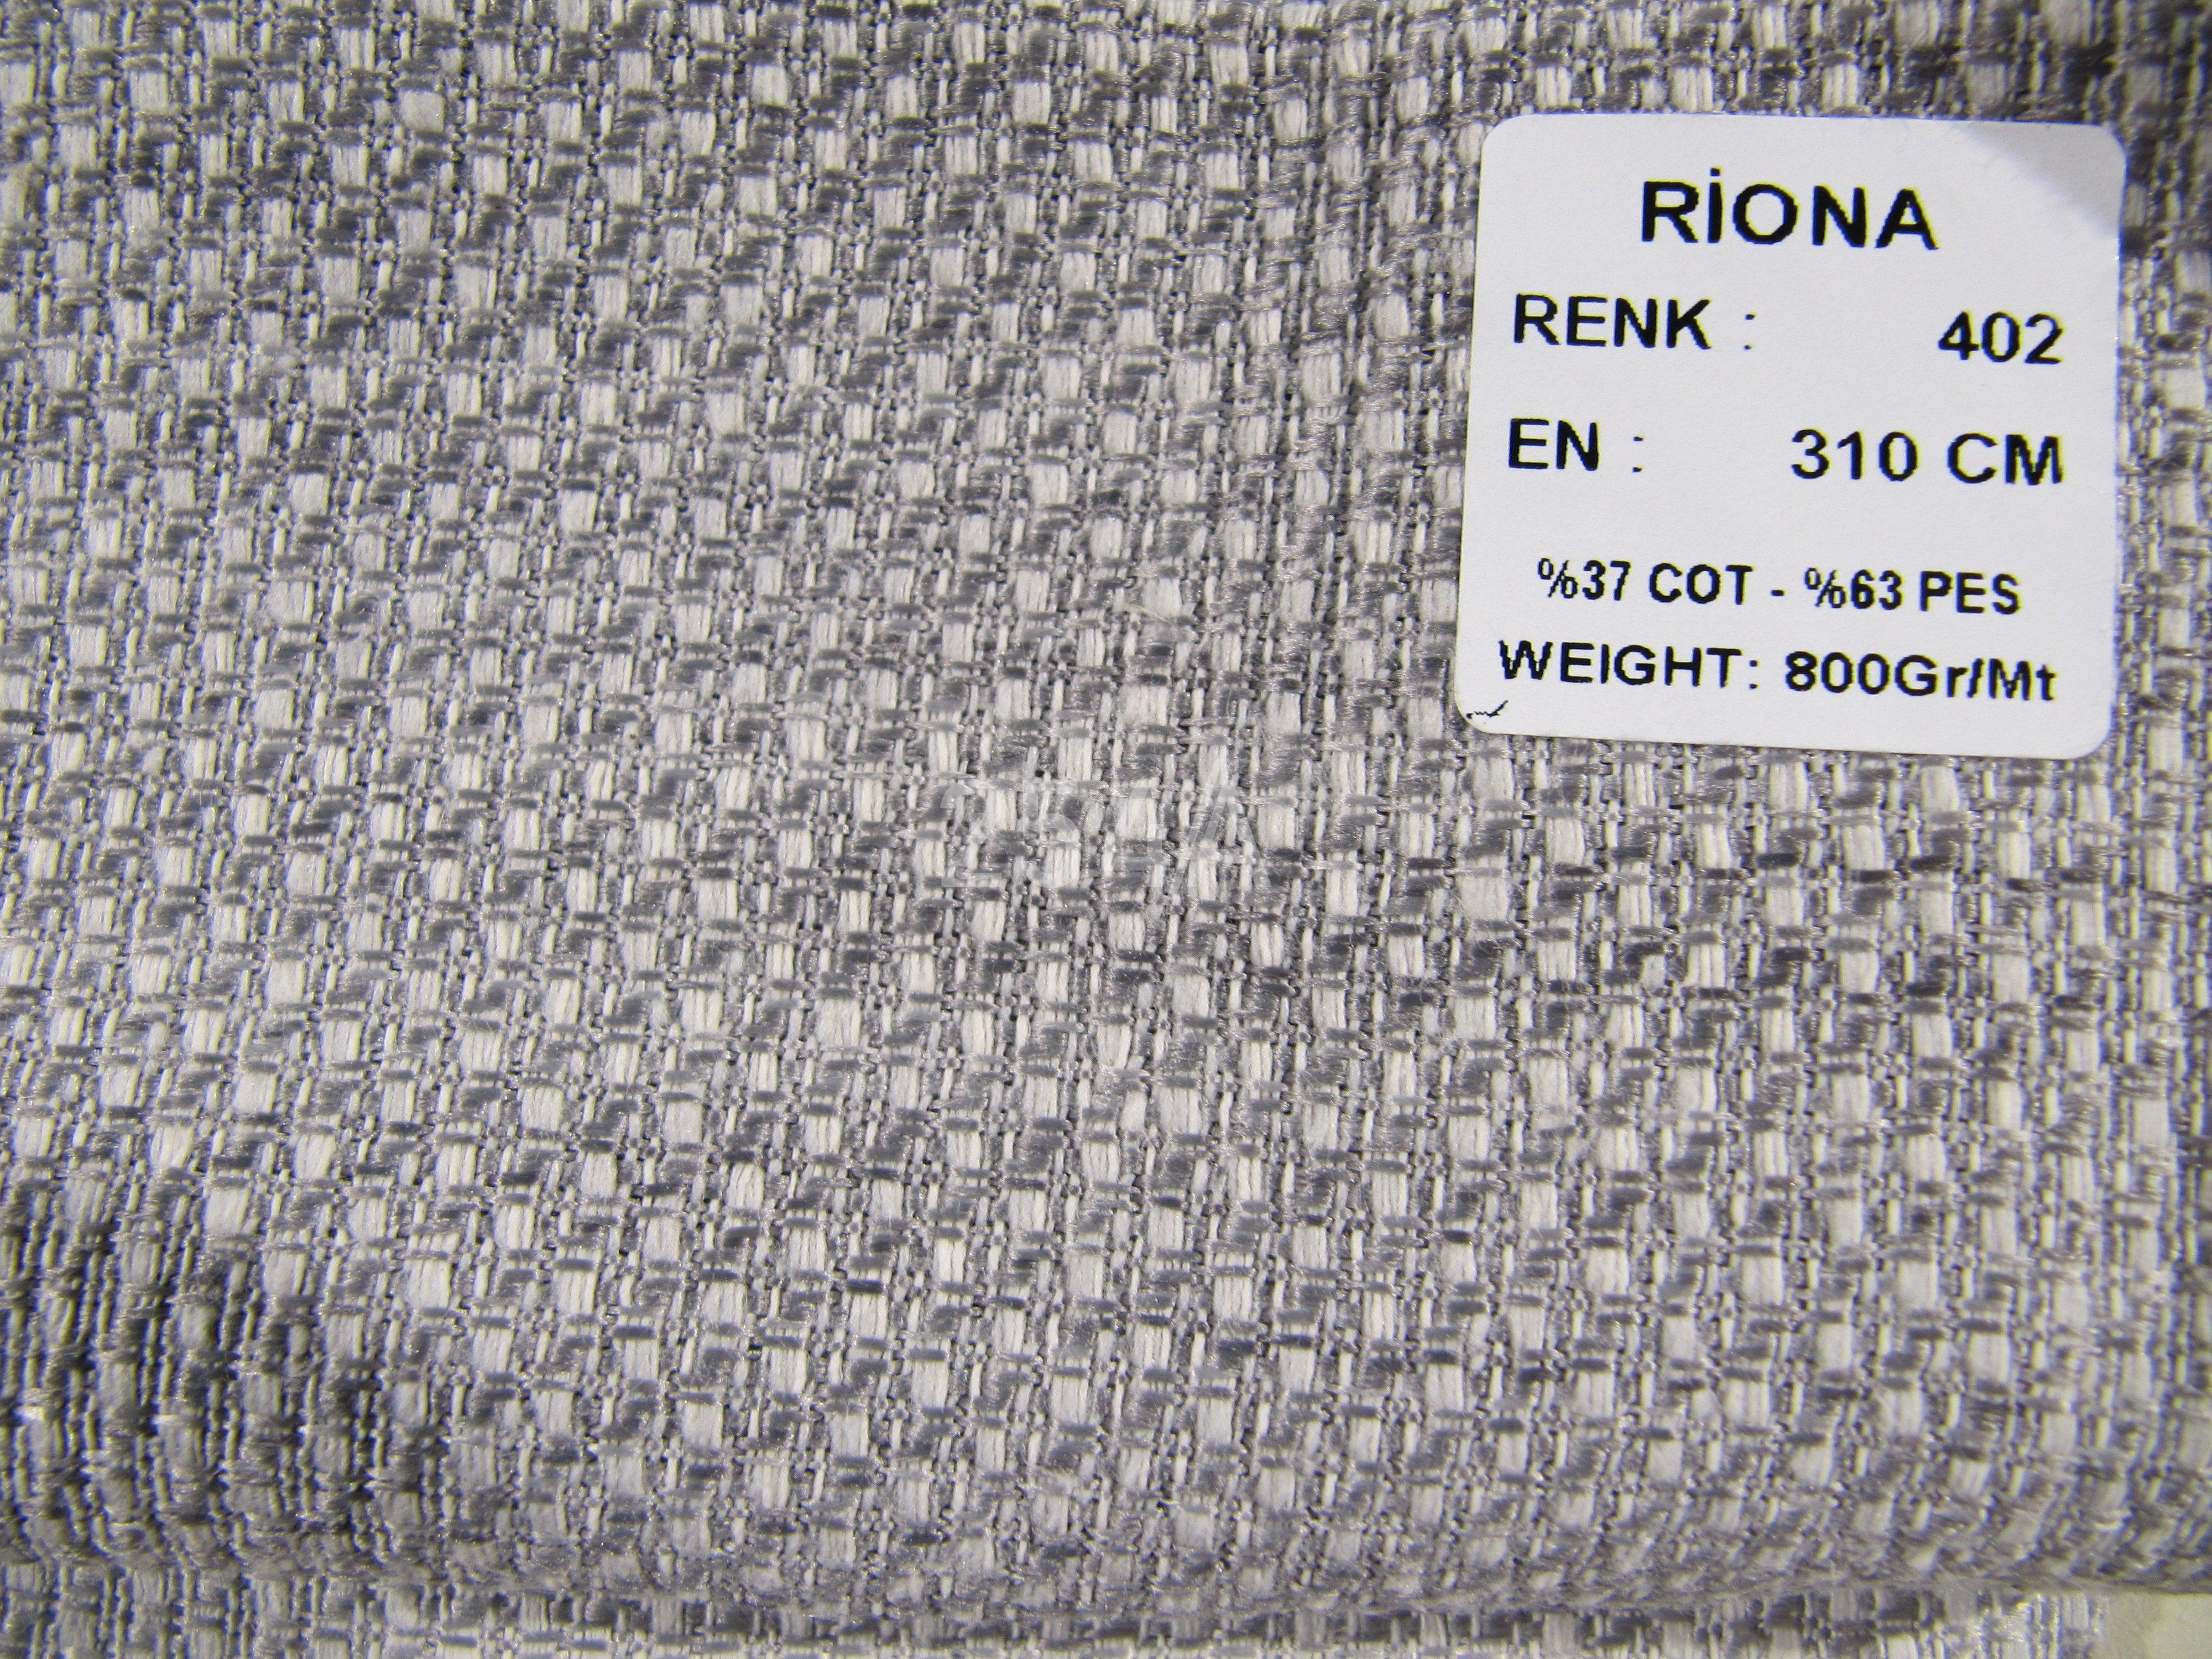 RİONA
RENK : 402
EN : 310 CM
%37 COT - %63 PES
WEIGHT: 800Gr/Mt